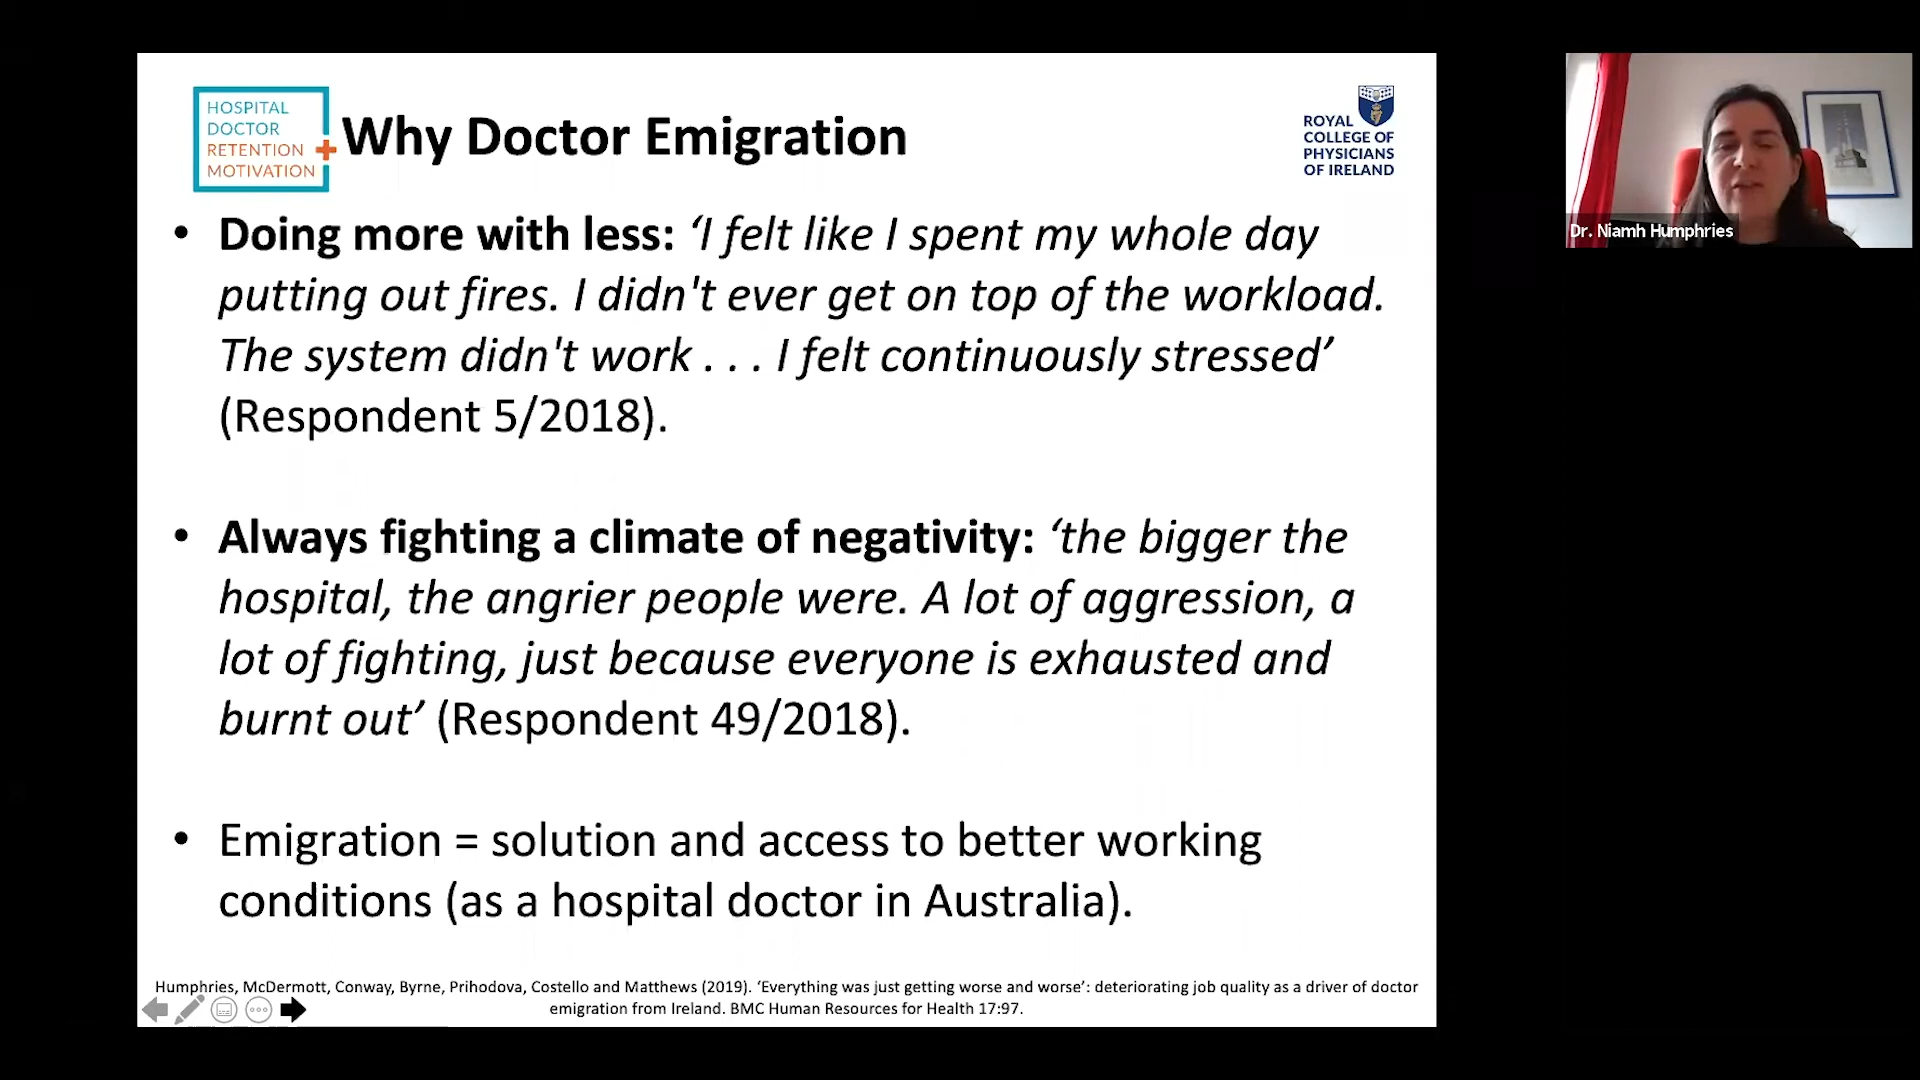 HOSPITAL
DOCTOR
RETENTION
MOTIVATION
Why Doctor Emigration
ROYAL
COLLEGE OF
PHYSICIANS
OF IRELAND
• Doing more with less: ‘I felt like I spent my whole day
putting out fires. I didn't ever get on top of the workload.
The system didn't work . . . I felt continuously stressed’
(Respondent 5/2018).
• Always fighting a climate of negativity: ‘the bigger the
hospital, the angrier people were. A lot of aggression, a
lot of fighting, just because everyone is exhausted and
burnt out’ (Respondent 49/2018).
• Emigration = solution and access to better working
conditions (as a hospital doctor in Australia).
Humphries, McDermott, Conway, Byrne, Prihodova, Costello and Matthews (2019). ‘Everything was just getting worse and worse’: deteriorating job quality as a driver of doctor
emigration from Ireland. BMC Human Resources for Health 17:97.
Dr. Niamh Humphries